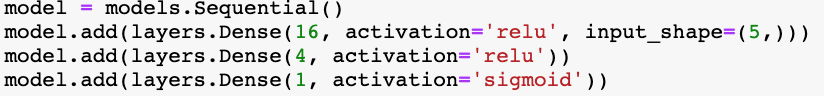 model = models.Sequential()
model.add(layers.Dense(16, activation='relu', input_shape=(5,)))
model.add(layers.Dense(4, activation='relu'))
model.add(layers.Dense(1, activation='sigmoid'))